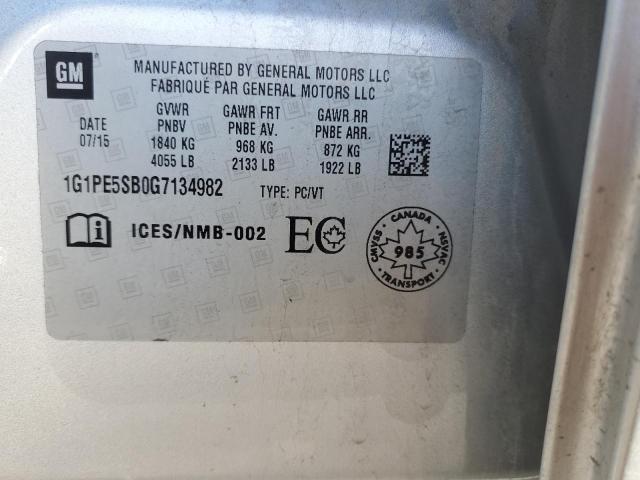 GM
MANUFACTURED BY GENERAL MOTORS LLC
FABRIQUÉ PAR GENERAL MOTORS LLC
DATE
07/15
GVWR
PNBV
1840 KG
4055 LB
GAWR FRT
PNBE AV.
968 KG
2133 LB
GAWR RR
PNBE ARR.
872 KG
1922 LB
1G1PE5SB0G7134982 TYPE: PC/VT
i ICES/NMB-002 EC
CANADA
CMVSS 985 NSVAC
TRANSPORT